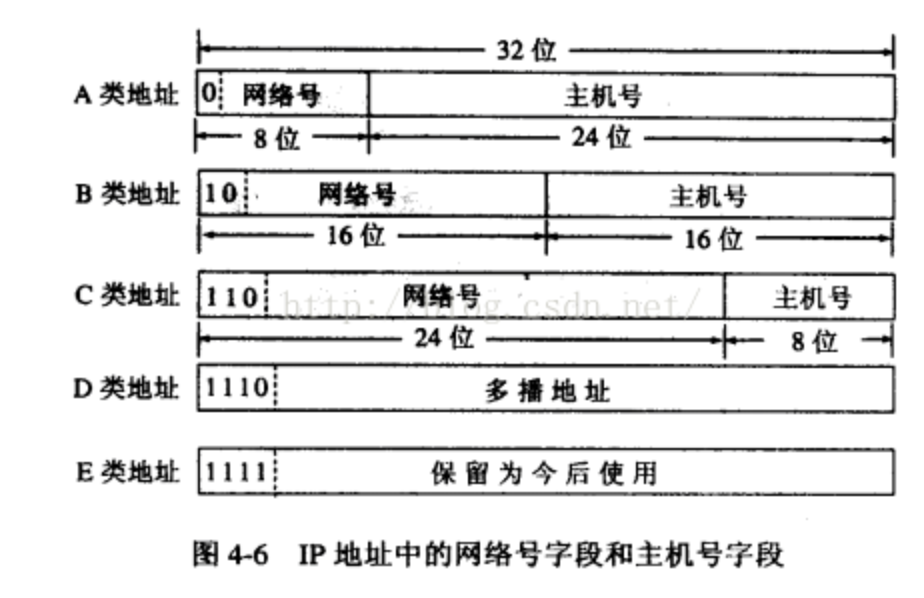 32 位
A 类地址 0 网络号 主机号
8 位 24 位
B 类地址 10 网络号 主机号
16 位 16 位
C 类地址 110 网络号 主机号
http://blog.csdn.net/
24 位 8 位
D 类地址 1110 多播地址
E 类地址 1111 保留为今后使用
图 4-6 IP 地址中的网络号字段和主机号字段